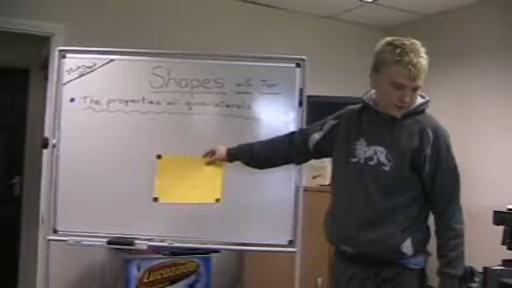 Shapes with Tom
• The properties of quadrilaterals
Lucozade